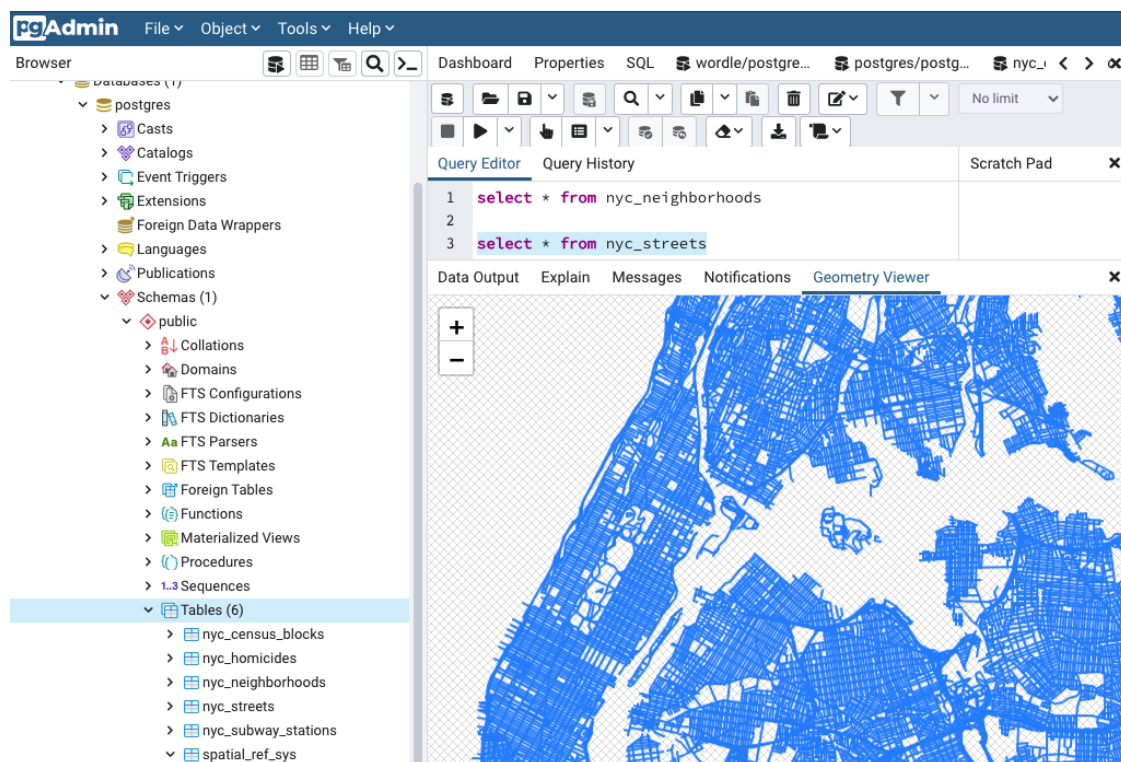 pgAdmin File Object Tools Help
Browser
Dashboard Properties SQL wordle/postgre... postgres/postg... nyc_
Databases (1)
postgres
Casts
Catalogs
Event Triggers
Extensions
Foreign Data Wrappers
Languages
Publications
Schemas (1)
public
Collations
Domains
FTS Configurations
FTS Dictionaries
Aa FTS Parsers
FTS Templates
Foreign Tables
Functions
Materialized Views
Procedures
1..3 Sequences
Tables (6)
nyc_census_blocks
nyc_homicides
nyc_neighborhoods
nyc_streets
nyc_subway_stations
spatial_ref_sys
No limit
Query Editor Query History Scratch Pad
1 select * from nyc_neighborhoods
2
3 select * from nyc_streets
Data Output Explain Messages Notifications Geometry Viewer
+
−